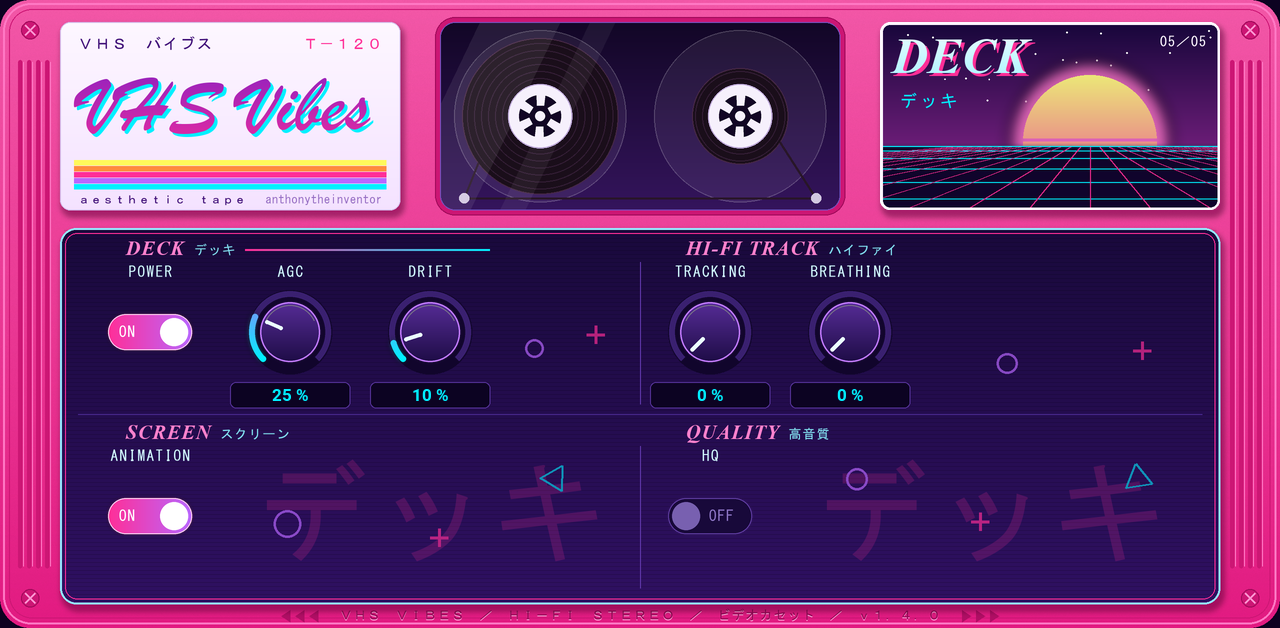 VHS バイブス
T-120
VHS Vibes
aesthetic tape
anthonytheinventor
DECK
05/05
デッキ
DECK デッキ
HI-FI TRACK ハイファイ
POWER
AGC
DRIFT
TRACKING
BREATHING
ON
25 %
10 %
0 %
0 %
SCREEN スクリーン
QUALITY 高音質
ANIMATION
HQ
デッキ
デッキ
ON
OFF
VHS VIBES / HI-FI STEREO / ビデオカセット / v1.4.0